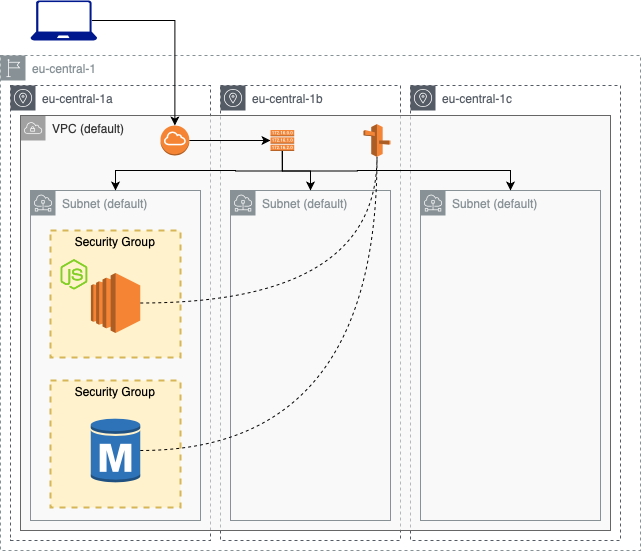 eu-central-1
eu-central-1a
eu-central-1b
eu-central-1c
VPC (default)
Subnet (default)
Subnet (default)
Subnet (default)
Security Group
JS
Security Group
M